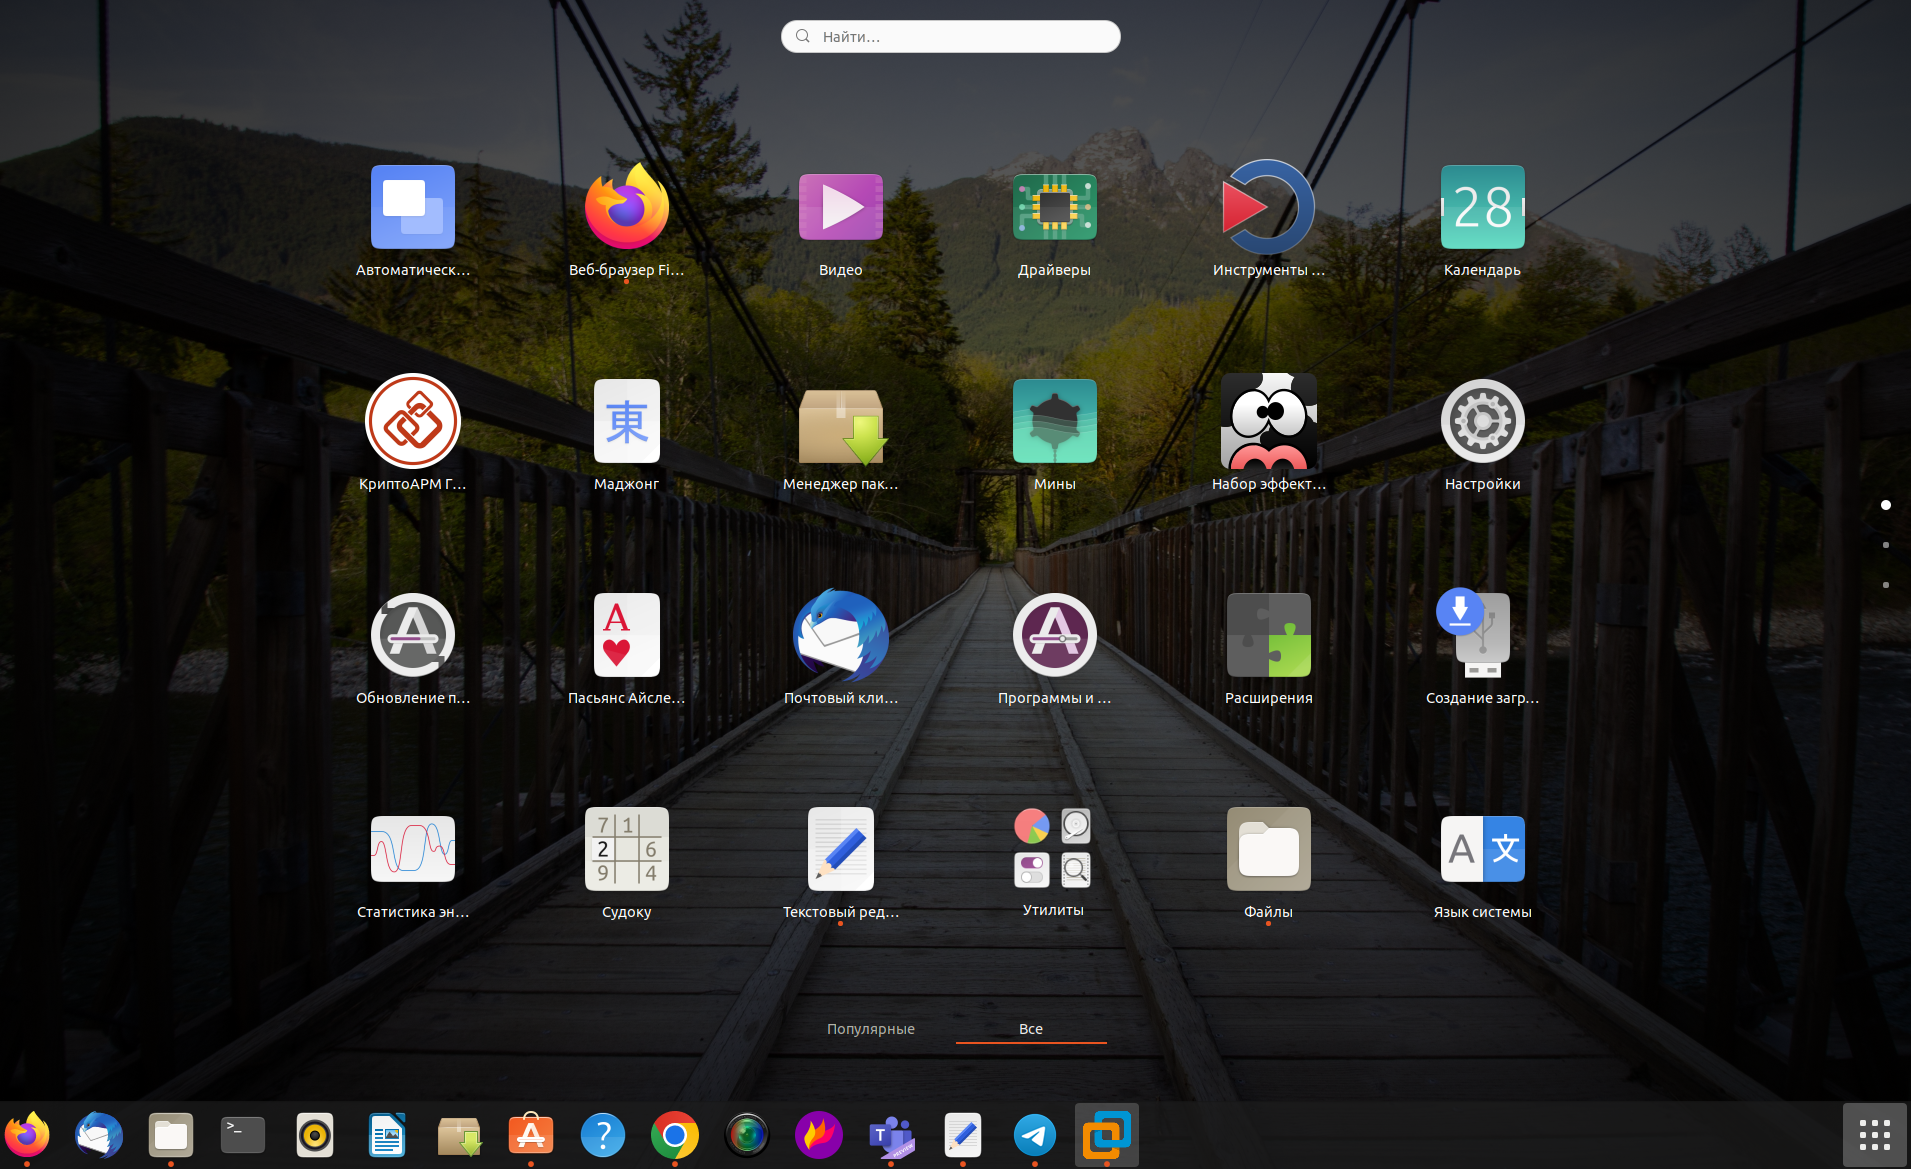 Найти...
28
Автоматическ...
Веб-браузер Fi...
Видео
Драйверы
Инструменты ...
Календарь
東
КриптоАРМ Г...
Маджонг
Менеджер пак...
Мины
Набор эффект...
Настройки
A
Обновление п...
Пасьянс Айсле...
Почтовый кли...
Программы и ...
Расширения
Создание загр...
7 1
2 6
9 4
A 文
Статистика эн...
Судоку
Текстовый ред...
Утилиты
Файлы
Язык системы
Популярные
Все
>_
?
T
PREVIEW